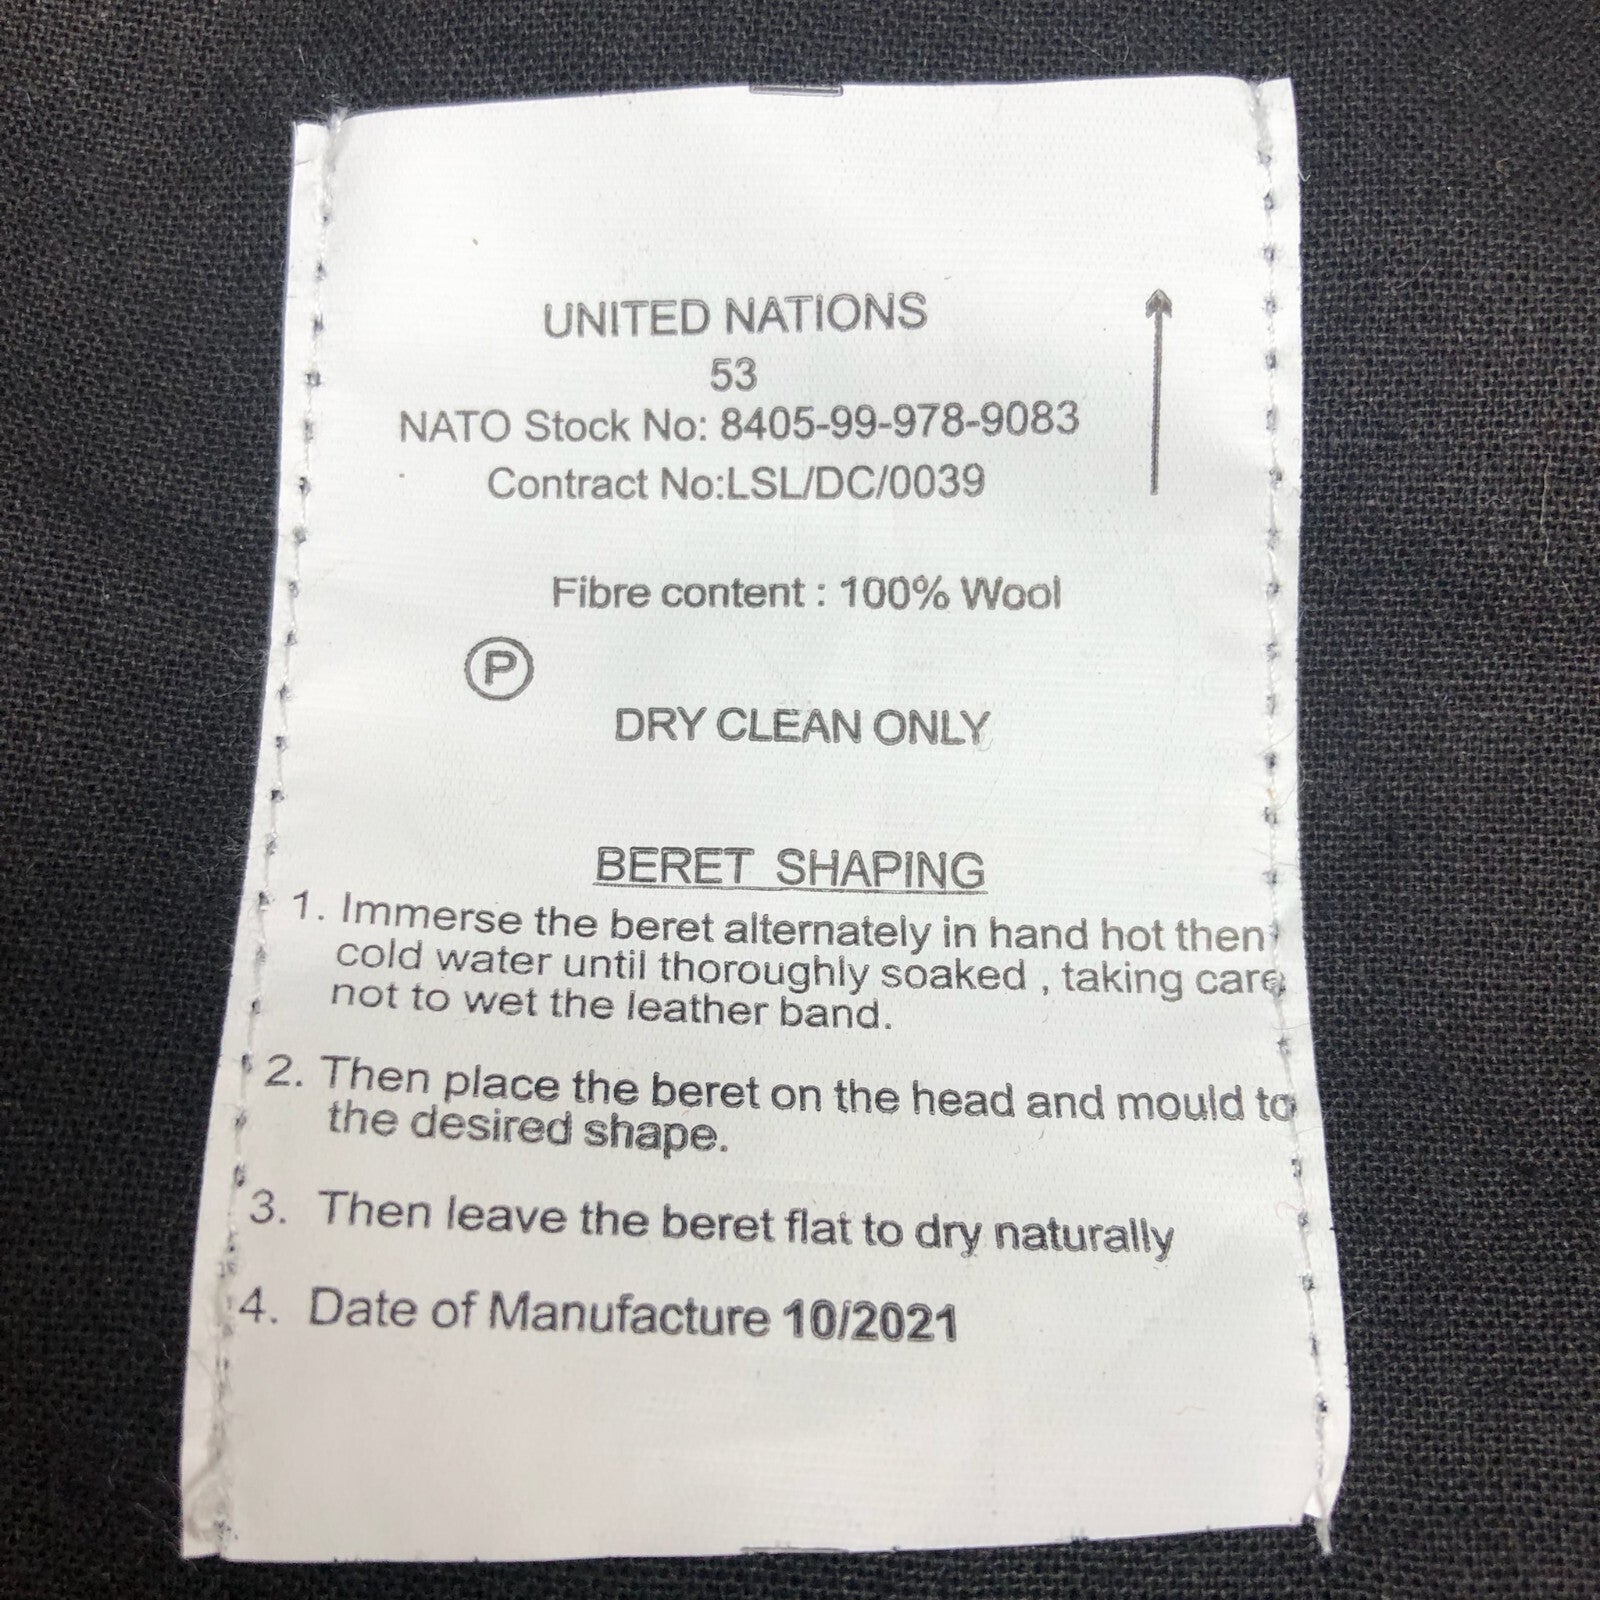 UNITED NATIONS
53
NATO Stock No: 8405-99-978-9083
Contract No:LSL/DC/0039
Fibre content : 100% Wool
P
DRY CLEAN ONLY
BERET SHAPING
1. Immerse the beret alternately in hand hot then
cold water until thoroughly soaked , taking care
not to wet the leather band.
2. Then place the beret on the head and mould to
the desired shape.
3. Then leave the beret flat to dry naturally
4. Date of Manufacture 10/2021